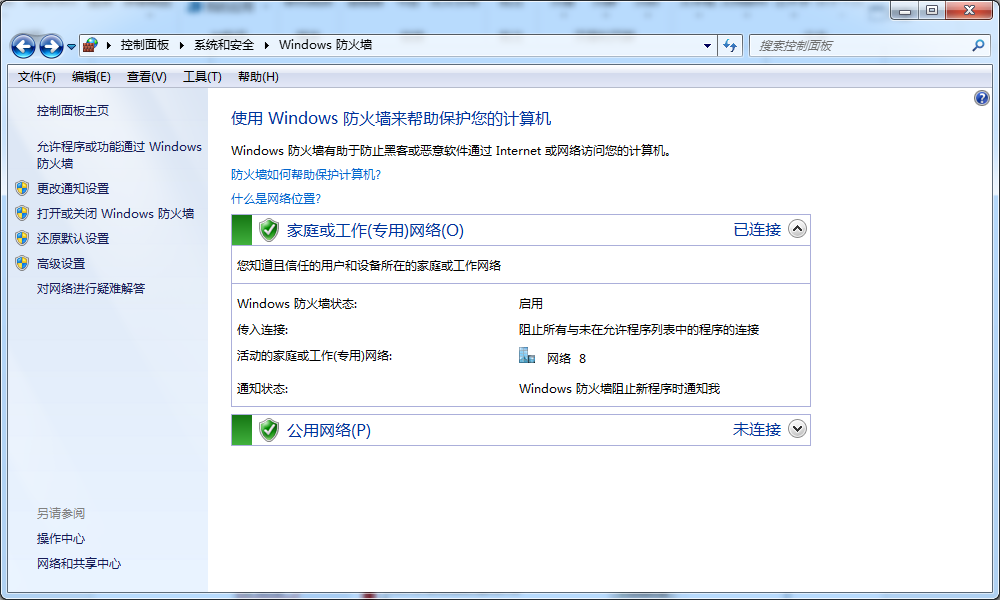 控制面板 ▸ 系统和安全 ▸ Windows 防火墙
搜索控制面板
文件(F) 编辑(E) 查看(V) 工具(T) 帮助(H)
控制面板主页
允许程序或功能通过 Windows
防火墙
更改通知设置
打开或关闭 Windows 防火墙
还原默认设置
高级设置
对网络进行疑难解答
另请参阅
操作中心
网络和共享中心
使用 Windows 防火墙来帮助保护您的计算机
Windows 防火墙有助于防止黑客或恶意软件通过 Internet 或网络访问您的计算机。
防火墙如何帮助保护计算机?
什么是网络位置?
家庭或工作(专用)网络(O) 已连接
您知道且信任的用户和设备所在的家庭或工作网络
Windows 防火墙状态: 启用
传入连接: 阻止所有与未在允许程序列表中的程序的连接
活动的家庭或工作(专用)网络: 网络 8
通知状态: Windows 防火墙阻止新程序时通知我
公用网络(P) 未连接